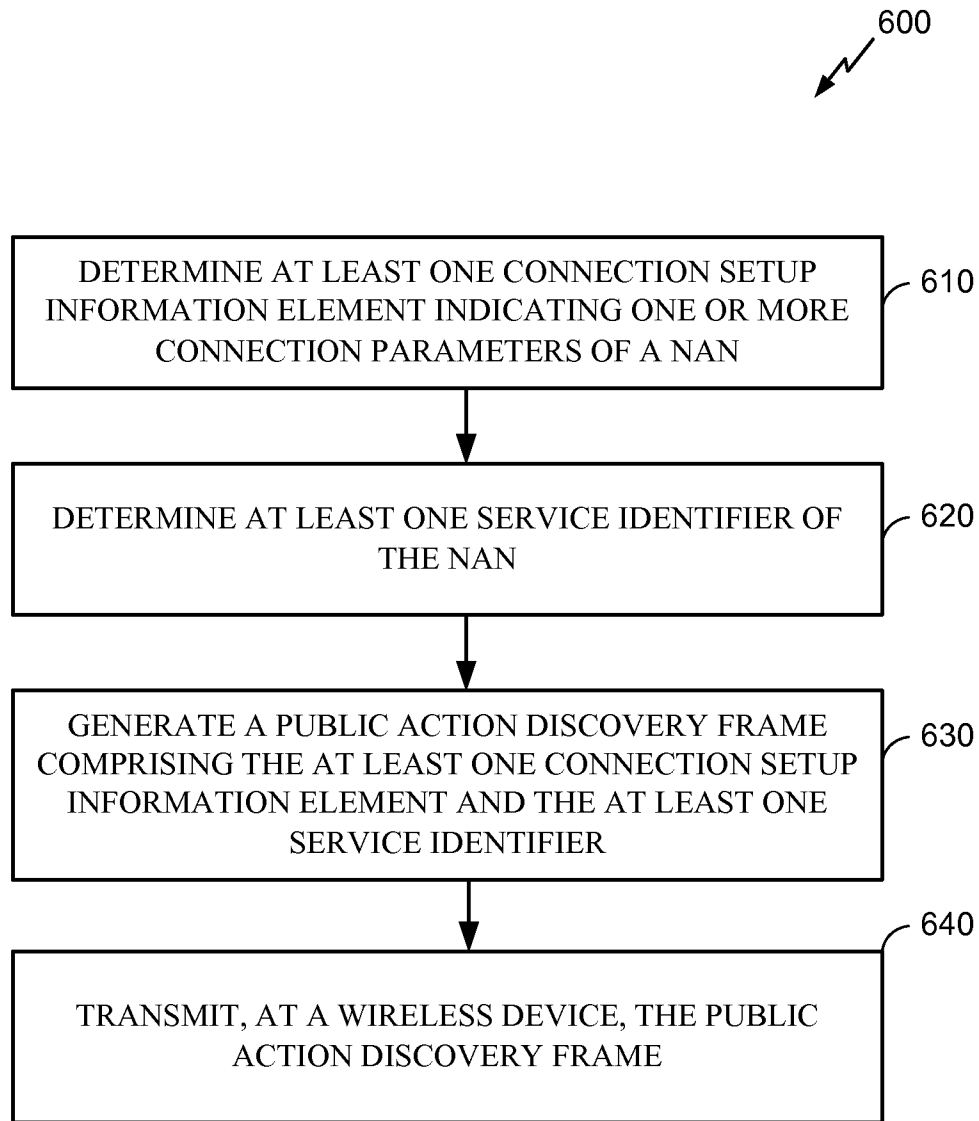 600
DETERMINE AT LEAST ONE CONNECTION SETUP
INFORMATION ELEMENT INDICATING ONE OR MORE
CONNECTION PARAMETERS OF A NAN
610
DETERMINE AT LEAST ONE SERVICE IDENTIFIER OF
THE NAN
620
GENERATE A PUBLIC ACTION DISCOVERY FRAME
COMPRISING THE AT LEAST ONE CONNECTION SETUP
INFORMATION ELEMENT AND THE AT LEAST ONE
SERVICE IDENTIFIER
630
TRANSMIT, AT A WIRELESS DEVICE, THE PUBLIC
ACTION DISCOVERY FRAME
640